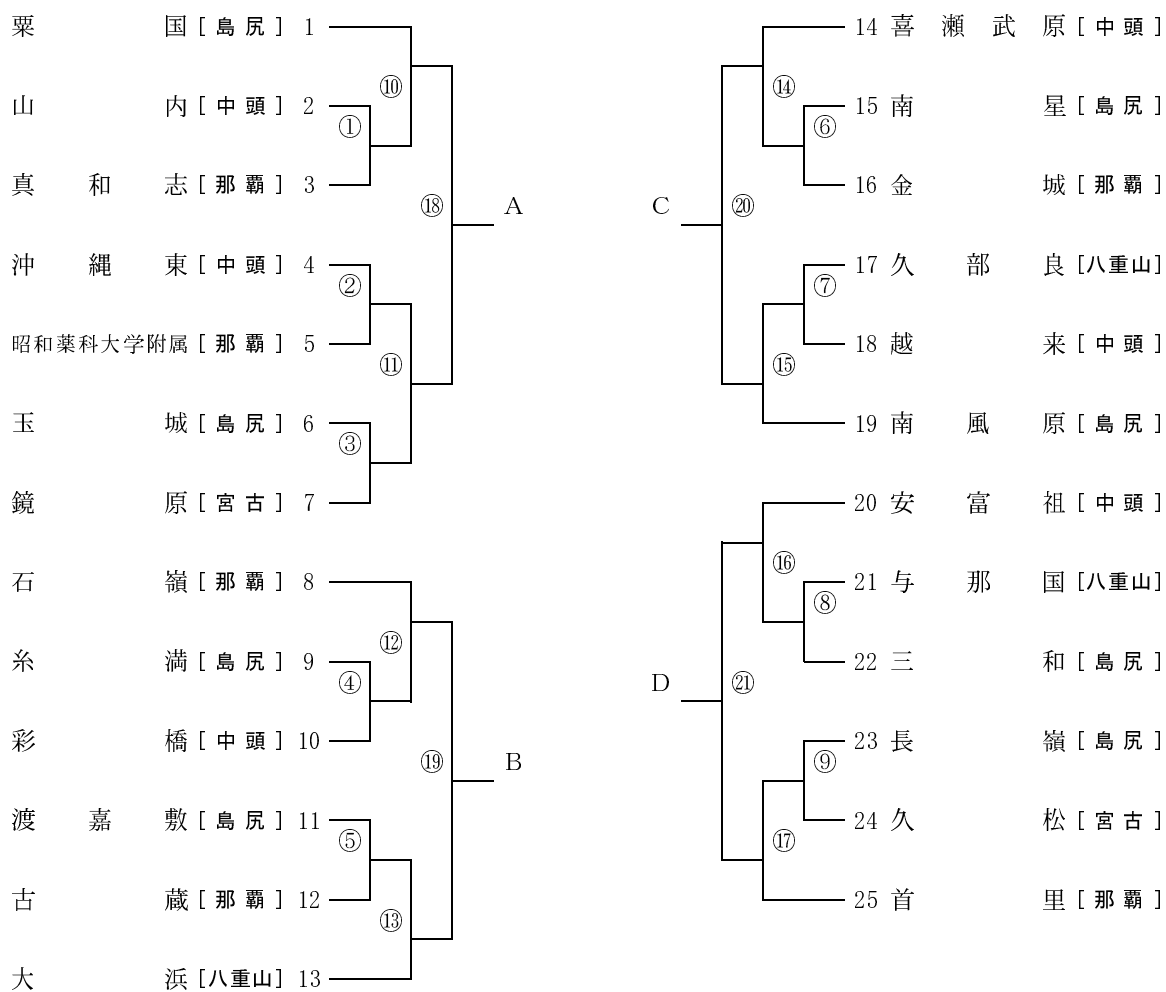 粟国［島尻］1
山内［中頭］2
①
真和志［那覇］3
⑩
沖縄東［中頭］4
②
昭和薬科大学附属［那覇］5
⑪
玉城［島尻］6
③
鏡原［宮古］7
⑱ A
石嶺［那覇］8
⑫
糸満［島尻］9
④
彩橋［中頭］10
⑲ B
渡嘉敷［島尻］11
⑤
古蔵［那覇］12
⑬
大浜［八重山］13
14 喜瀬武原［中頭］
⑭
15 南星［島尻］
⑥
16 金城［那覇］
C ⑳
17 久部良［八重山］
⑦
18 越来［中頭］
⑮
19 南風原［島尻］
20 安富祖［中頭］
⑯
21 与那国［八重山］
⑧
22 三和［島尻］
D ㉑
23 長嶺［島尻］
⑨
24 久松［宮古］
⑰
25 首里［那覇］